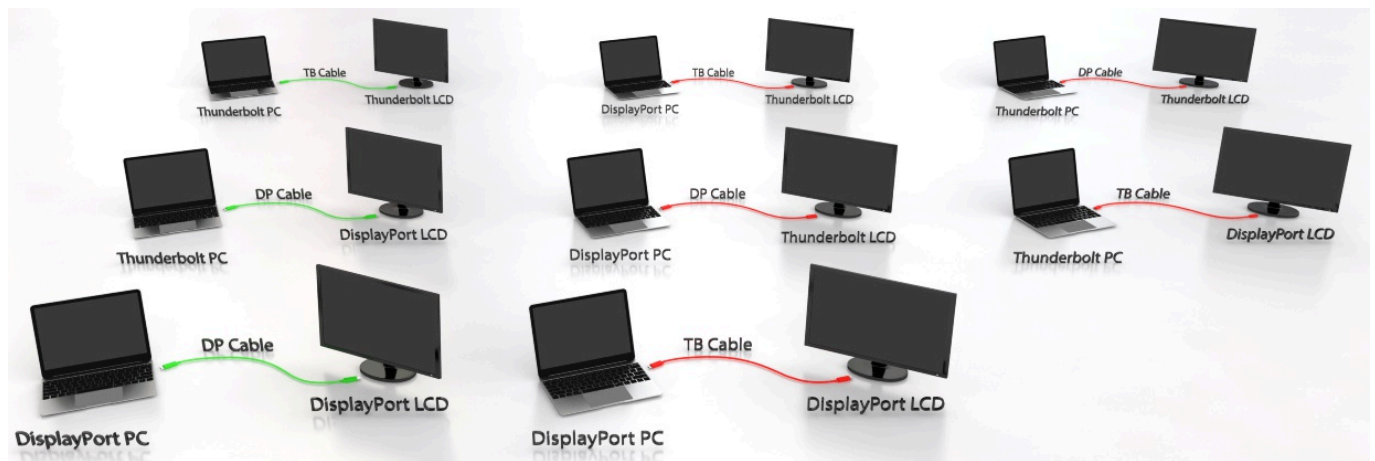 TB Cable
Thunderbolt PC
Thunderbolt LCD
TB Cable
DisplayPort PC
Thunderbolt LCD
DP Cable
Thunderbolt PC
Thunderbolt LCD
DP Cable
Thunderbolt PC
DisplayPort LCD
DP Cable
DisplayPort PC
Thunderbolt LCD
TB Cable
Thunderbolt PC
DisplayPort LCD
DP Cable
DisplayPort PC
DisplayPort LCD
TB Cable
DisplayPort PC
DisplayPort LCD